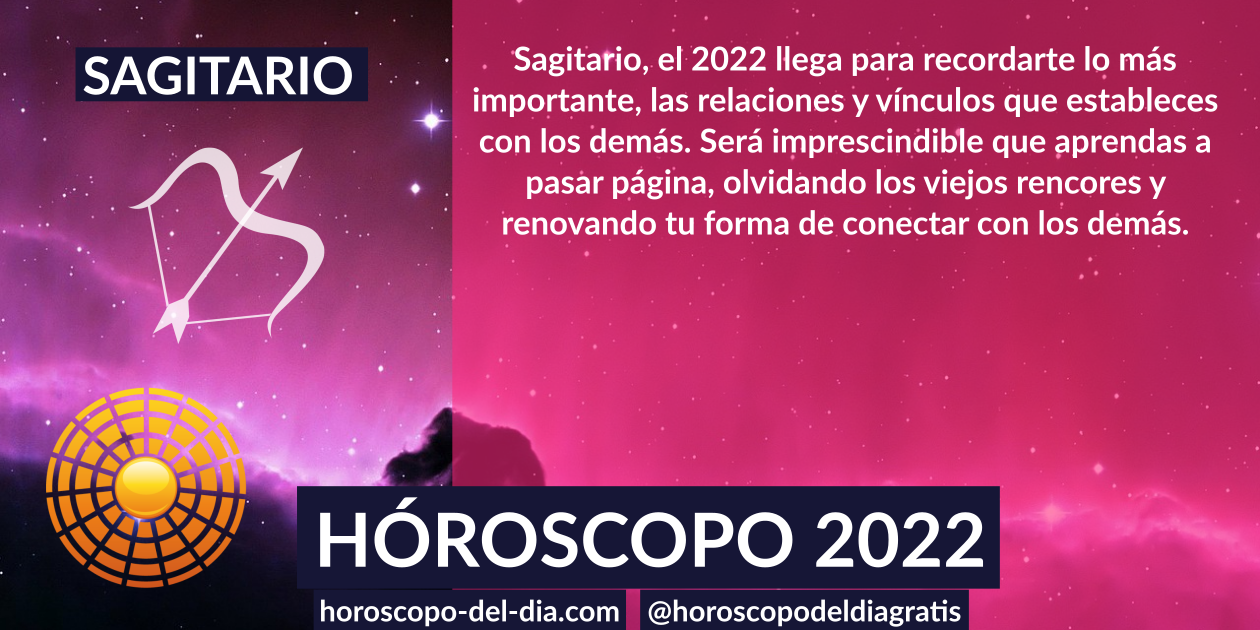 SAGITARIO
Sagitario, el 2022 llega para recordarte lo más
importante, las relaciones y vínculos que estableces
con los demás. Será imprescindible que aprendas a
pasar página, olvidando los viejos rencores y
renovando tu forma de conectar con los demás.
HÓROSCOPO 2022
horoscopo-del-dia.com
@horoscopodeldiagratis